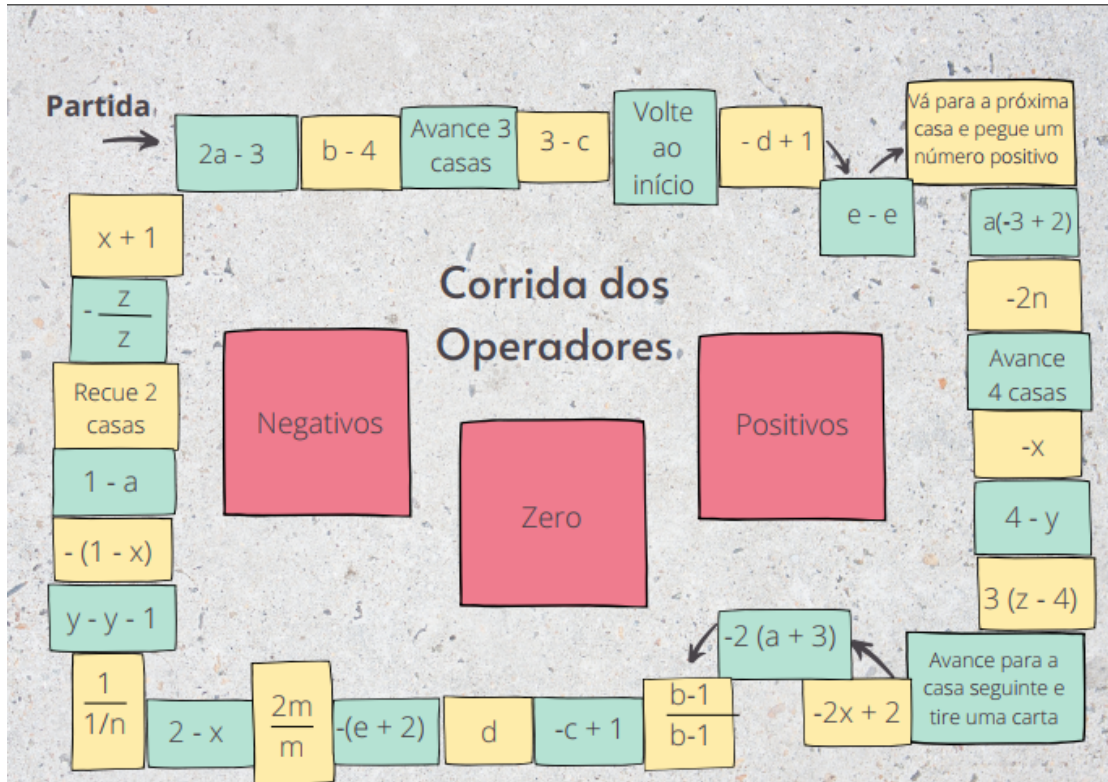 Partida
2a - 3
b - 4
Avance 3
casas
3 - c
Volte
ao
início
- d + 1
e - e
Vá para a próxima
casa e pegue um
número positivo
a(-3 + 2)
-2n
Avance
4 casas
-x
4 - y
3 (z - 4)
Avance para a
casa seguinte e
tire uma carta
-2x + 2
-2 (a + 3)
b-1
b-1
-c + 1
d
-(e + 2)
2m
m
2 - x
1
1/n
y - y - 1
- (1 - x)
1 - a
Recue 2
casas
- z
z
x + 1
Corrida dos
Operadores
Negativos
Zero
Positivos